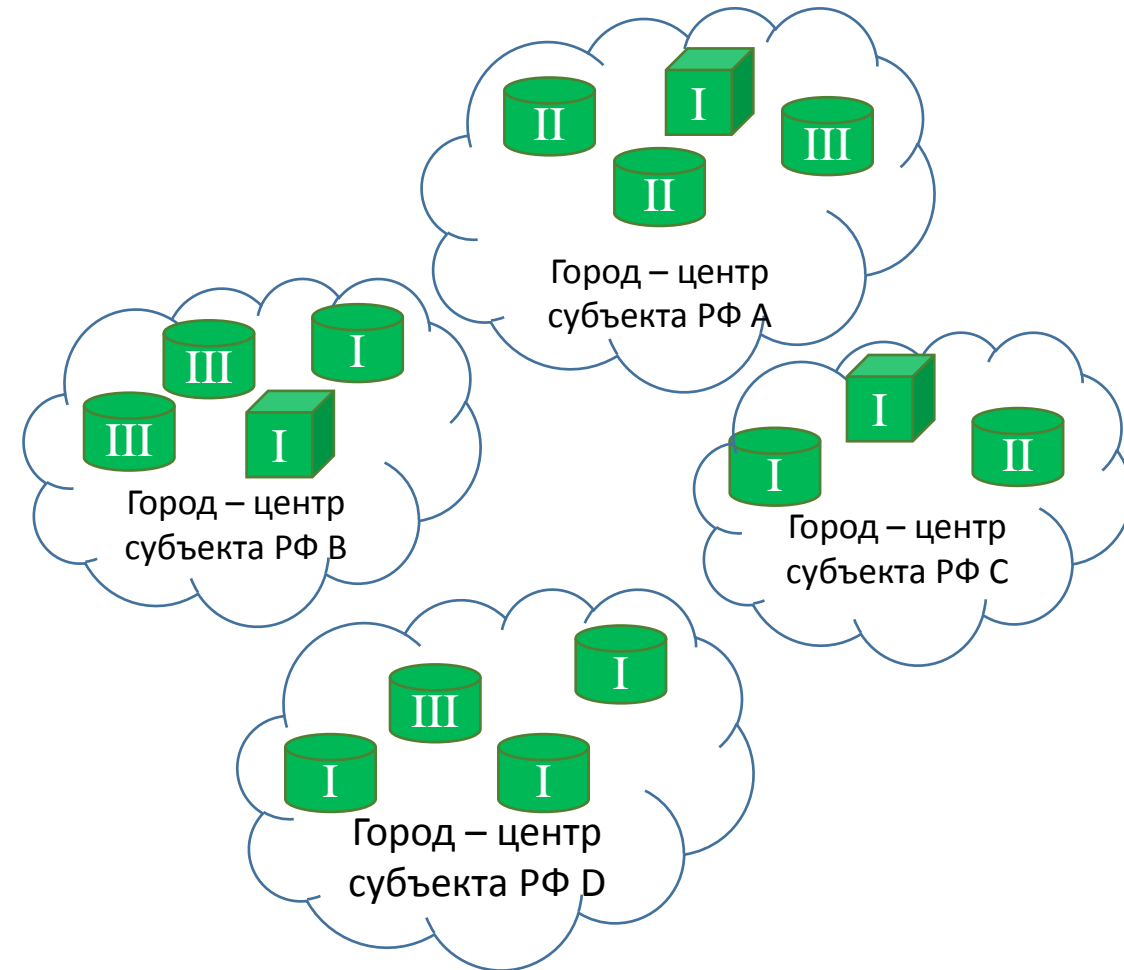 II
I
III
II
Город – центр
субъекта РФ А
III
I
III
I
Город – центр
субъекта РФ В
I
I
II
Город – центр
субъекта РФ С
I
III
I
I
Город – центр
субъекта РФ D